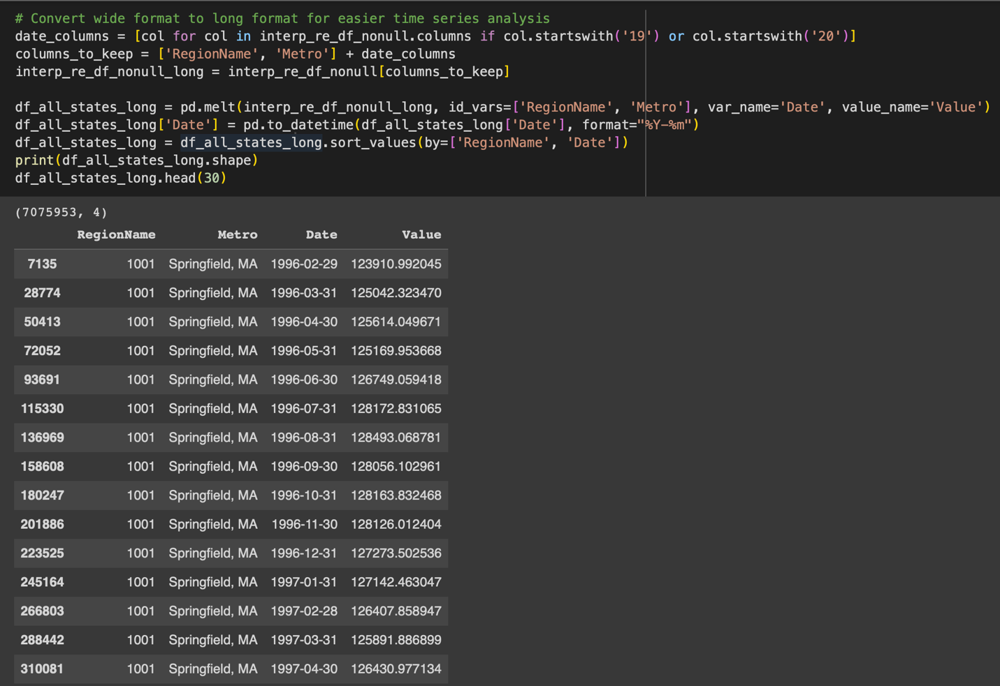 # Convert wide format to long format for easier time series analysis
date_columns = [col for col in interp_re_df_nonull.columns if col.startswith('19') or col.startswith('20')]
columns_to_keep = ['RegionName', 'Metro'] + date_columns
interp_re_df_nonull_long = interp_re_df_nonull[columns_to_keep]
df_all_states_long = pd.melt(interp_re_df_nonull_long, id_vars=['RegionName', 'Metro'], var_name='Date', value_name='Value')
df_all_states_long['Date'] = pd.to_datetime(df_all_states_long['Date'], format="%Y-%m")
df_all_states_long = df_all_states_long.sort_values(by=['RegionName', 'Date'])
print(df_all_states_long.shape)
df_all_states_long.head(30)
(7075953, 4)
RegionName Metro Date Value
7135 1001 Springfield, MA 1996-02-29 123910.992045
28774 1001 Springfield, MA 1996-03-31 125042.323470
50413 1001 Springfield, MA 1996-04-30 125614.049671
72052 1001 Springfield, MA 1996-05-31 125169.953668
93691 1001 Springfield, MA 1996-06-30 126749.059418
115330 1001 Springfield, MA 1996-07-31 128172.831065
136969 1001 Springfield, MA 1996-08-31 128493.068781
158608 1001 Springfield, MA 1996-09-30 128056.102961
180247 1001 Springfield, MA 1996-10-31 128163.832468
201886 1001 Springfield, MA 1996-11-30 128126.012404
223525 1001 Springfield, MA 1996-12-31 127273.502536
245164 1001 Springfield, MA 1997-01-31 127142.463047
266803 1001 Springfield, MA 1997-02-28 126407.858947
288442 1001 Springfield, MA 1997-03-31 125891.886899
310081 1001 Springfield, MA 1997-04-30 126430.977134